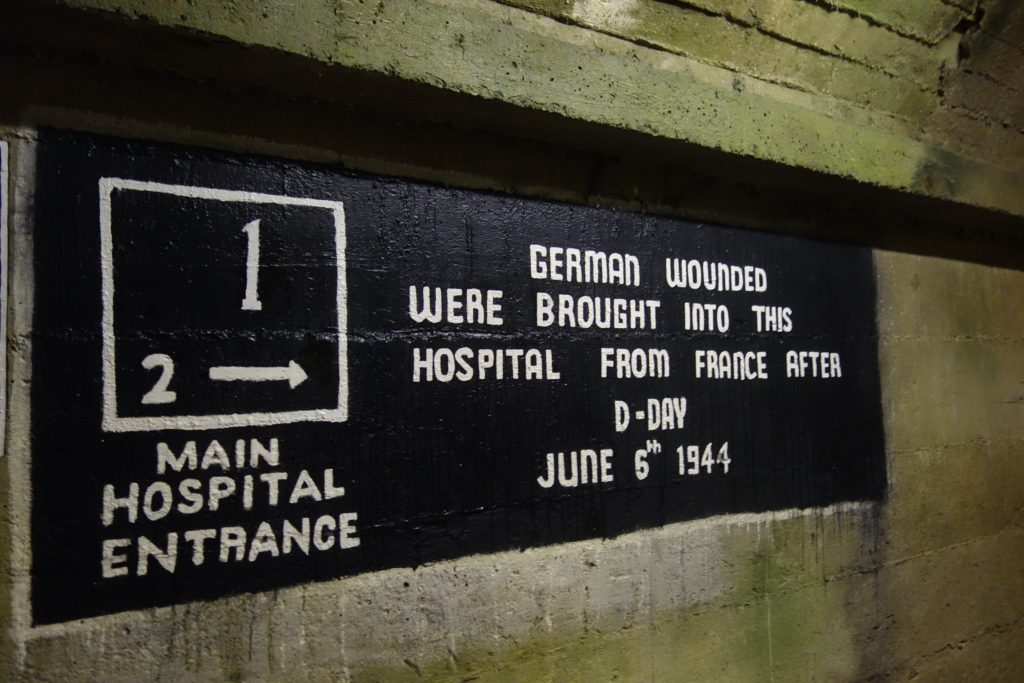 1
2 →
MAIN
HOSPITAL
ENTRANCE
GERMAN WOUNDED
WERE BROUGHT INTO THIS
HOSPITAL FROM FRANCE AFTER
D-DAY
JUNE 6th 1944